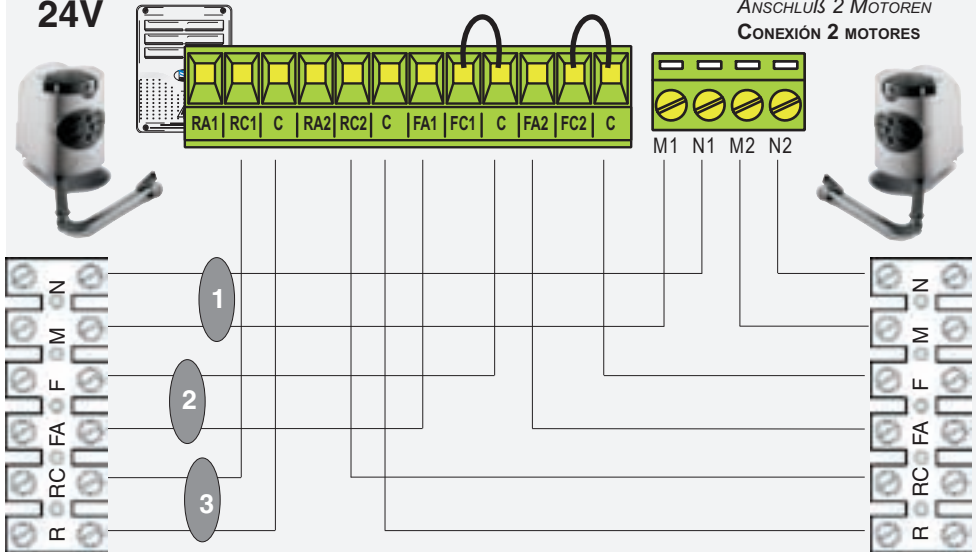 24V
ANSCHLUß 2 MOTOREN
CONEXIÓN 2 MOTORES
RA1 RC1 C RA2 RC2 C FA1 FC1 C FA2 FC2 C
M1 N1 M2 N2
1
2
3
N
M
F
FA
RC
R
N
M
F
FA
RC
R